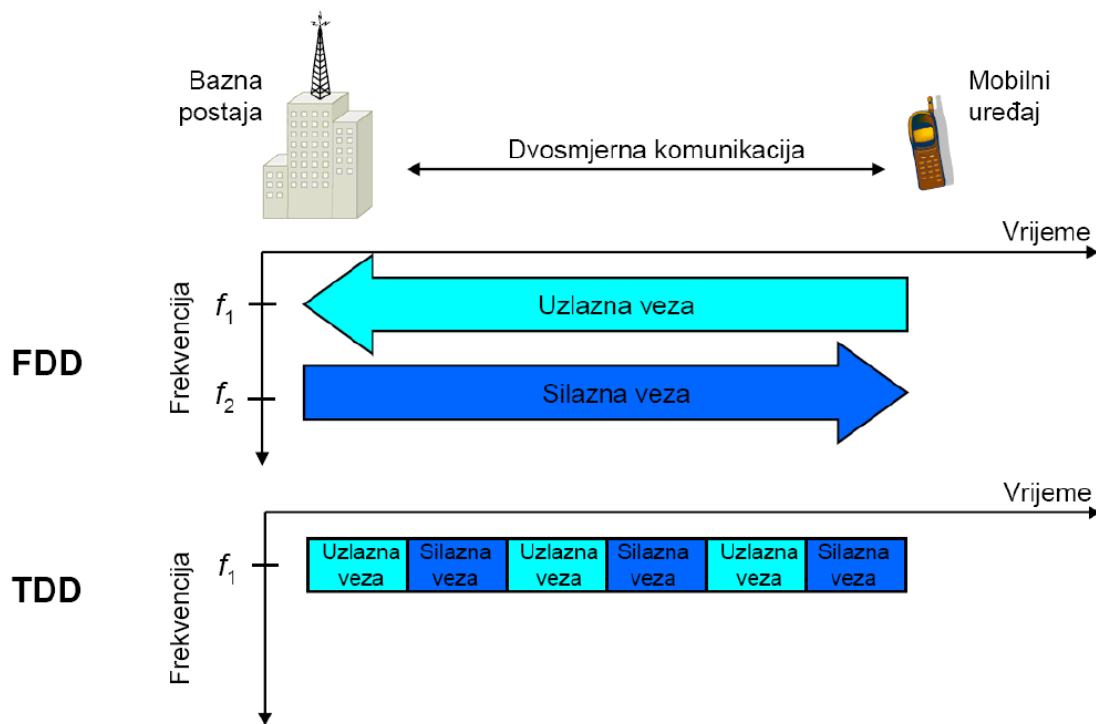 Bazna
postaja
Mobilni
uređaj
Dvosmjerna komunikacija
Vrijeme
Frekvencija
f1
Uzlazna veza
FDD
f2
Silazna veza
Vrijeme
Frekvencija
f1
Uzlazna
veza
Silazna
veza
Uzlazna
veza
Silazna
veza
Uzlazna
veza
Silazna
veza
TDD